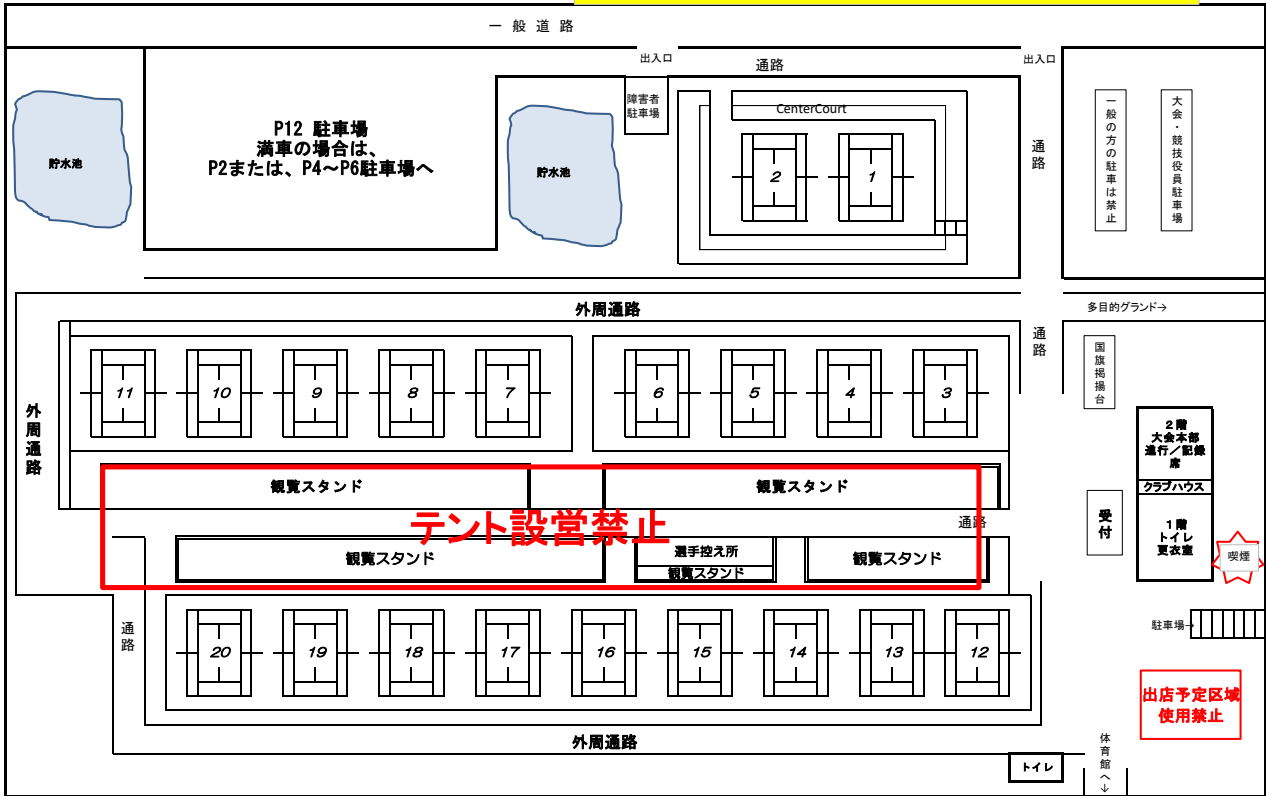 一般道路
出入口
通路
出入口
障害者
駐車場
CenterCourt
P12 駐車場
満車の場合は、
P2または、P4～P6駐車場へ
貯水池
貯水池
2
1
通路
一般の方の駐車は禁止
大会・競技役員駐車場
外周通路
多目的グランド→
通路
国旗掲揚台
11
10
9
8
7
6
5
4
3
外周通路
2階
大会本部
進行／記録
席
クラブハウス
1階
トイレ
更衣室
観覧スタンド
観覧スタンド
テント設営禁止
通路
受付
喫煙
観覧スタンド
選手控え所
観覧スタンド
観覧スタンド
通路
駐車場→
20
19
18
17
16
15
14
13
12
出店予定区域
使用禁止
外周通路
体育館へ→
トイレ